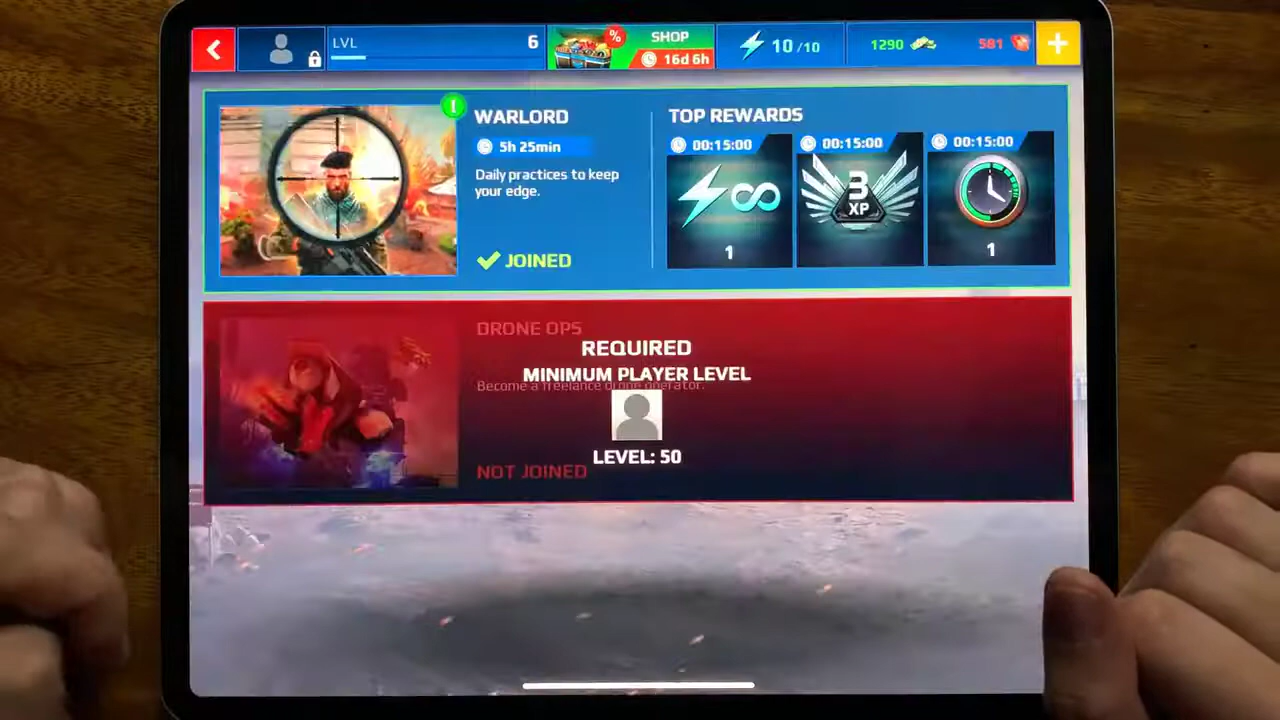 LVL
6
%
SHOP
16d 6h
10/10
1290
581
WARLORD
5h 25min
Daily practices to keep
your edge.
JOINED
TOP REWARDS
00:15:00
1
00:15:00
3
XP
00:15:00
1
DRONE OPS
REQUIRED
MINIMUM PLAYER LEVEL
Become a freelance drone operator.
LEVEL: 50
NOT JOINED